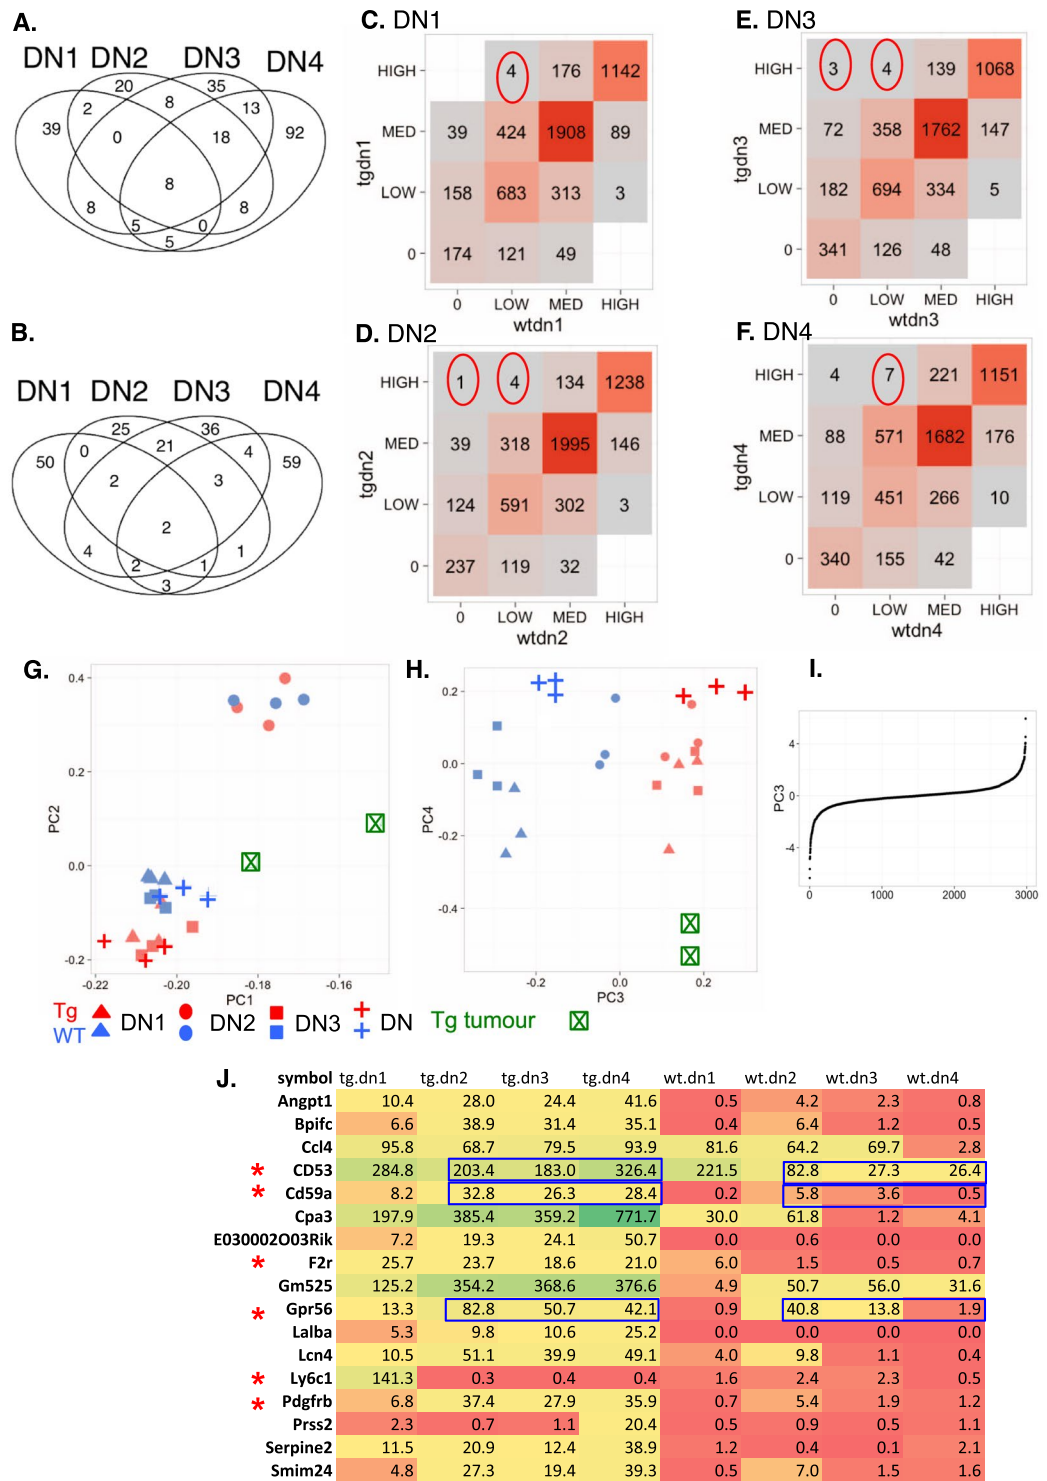 A.
DN1 DN2 DN3 DN4
20 35
2 8 13
39 0 18 92
8
8 8
5 0
5
B.
DN1 DN2 DN3 DN4
25 36
0 21 4
50 2 3 59
2
4 1
2 1
3
C. DN1
HIGH 4 176 1142
MED 39 424 1908 89
LOW 158 683 313 3
0 174 121 49
0 LOW MED HIGH
wtdn1
tgdn1
D. DN2
HIGH 1 4 134 1238
MED 39 318 1995 146
LOW 124 591 302 3
0 237 119 32
0 LOW MED HIGH
wtdn2
tgdn2
E. DN3
HIGH 3 4 139 1068
MED 72 358 1762 147
LOW 182 694 334 5
0 341 126 48
0 LOW MED HIGH
wtdn3
tgdn3
F. DN4
HIGH 4 7 221 1151
MED 88 571 1682 176
LOW 119 451 266 10
0 340 155 42
0 LOW MED HIGH
wtdn4
tgdn4
G.
0.4
0.2
0.0
-0.2
PC2
-0.22 -0.20 -0.18 -0.16
PC1
H.
0.2
0.0
-0.2
-0.4
PC4
-0.2 0.0 0.2
PC3
I.
4
0
-4
PC3
0 1000 2000 3000
Tg
WT
DN1 DN2 DN3 DN Tg tumour
J.
symbol tg.dn1 tg.dn2 tg.dn3 tg.dn4 wt.dn1 wt.dn2 wt.dn3 wt.dn4
Angpt1 10.4 28.0 24.4 41.6 0.5 4.2 2.3 0.8
Bpifc 6.6 38.9 31.4 35.1 0.4 6.4 1.2 0.5
Ccl4 95.8 68.7 79.5 93.9 81.6 64.2 69.7 2.8
* CD53 284.8 203.4 183.0 326.4 221.5 82.8 27.3 26.4
* Cd59a 8.2 32.8 26.3 28.4 0.2 5.8 3.6 0.5
Cpa3 197.9 385.4 359.2 771.7 30.0 61.8 1.2 4.1
E030002O03Rik 7.2 19.3 24.1 50.7 0.0 0.6 0.0 0.0
* F2r 25.7 23.7 18.6 21.0 6.0 1.5 0.5 0.7
Gm525 125.2 354.2 368.6 376.6 4.9 50.7 56.0 31.6
* Gpr56 13.3 82.8 50.7 42.1 0.9 40.8 13.8 1.9
Lalba 5.3 9.8 10.6 25.2 0.0 0.0 0.0 0.0
Lcn4 10.5 51.1 39.9 49.1 4.0 9.8 1.1 0.4
* Ly6c1 141.3 0.3 0.4 0.4 1.6 2.4 2.3 0.5
* Pdgfrb 6.8 37.4 27.9 35.9 0.7 5.4 1.9 1.2
Prss2 2.3 0.7 1.1 20.4 0.5 0.9 0.5 1.1
Serpine2 11.5 20.9 12.4 38.9 1.2 0.4 0.1 2.1
Smim24 4.8 27.3 19.4 39.3 0.5 7.0 1.5 1.6